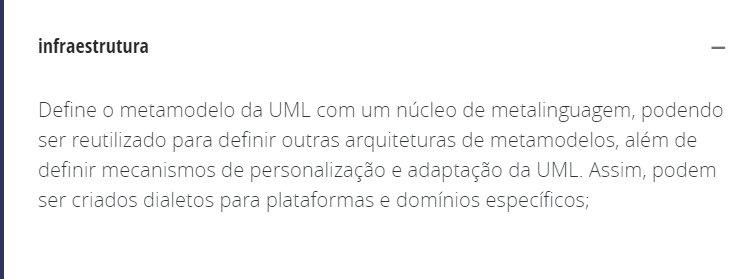 infraestrutura
Define o metamodelo da UML com um núcleo de metalinguagem, podendo
ser reutilizado para definir outras arquiteturas de metamodelos, além de
definir mecanismos de personalização e adaptação da UML. Assim, podem
ser criados dialetos para plataformas e domínios específicos;